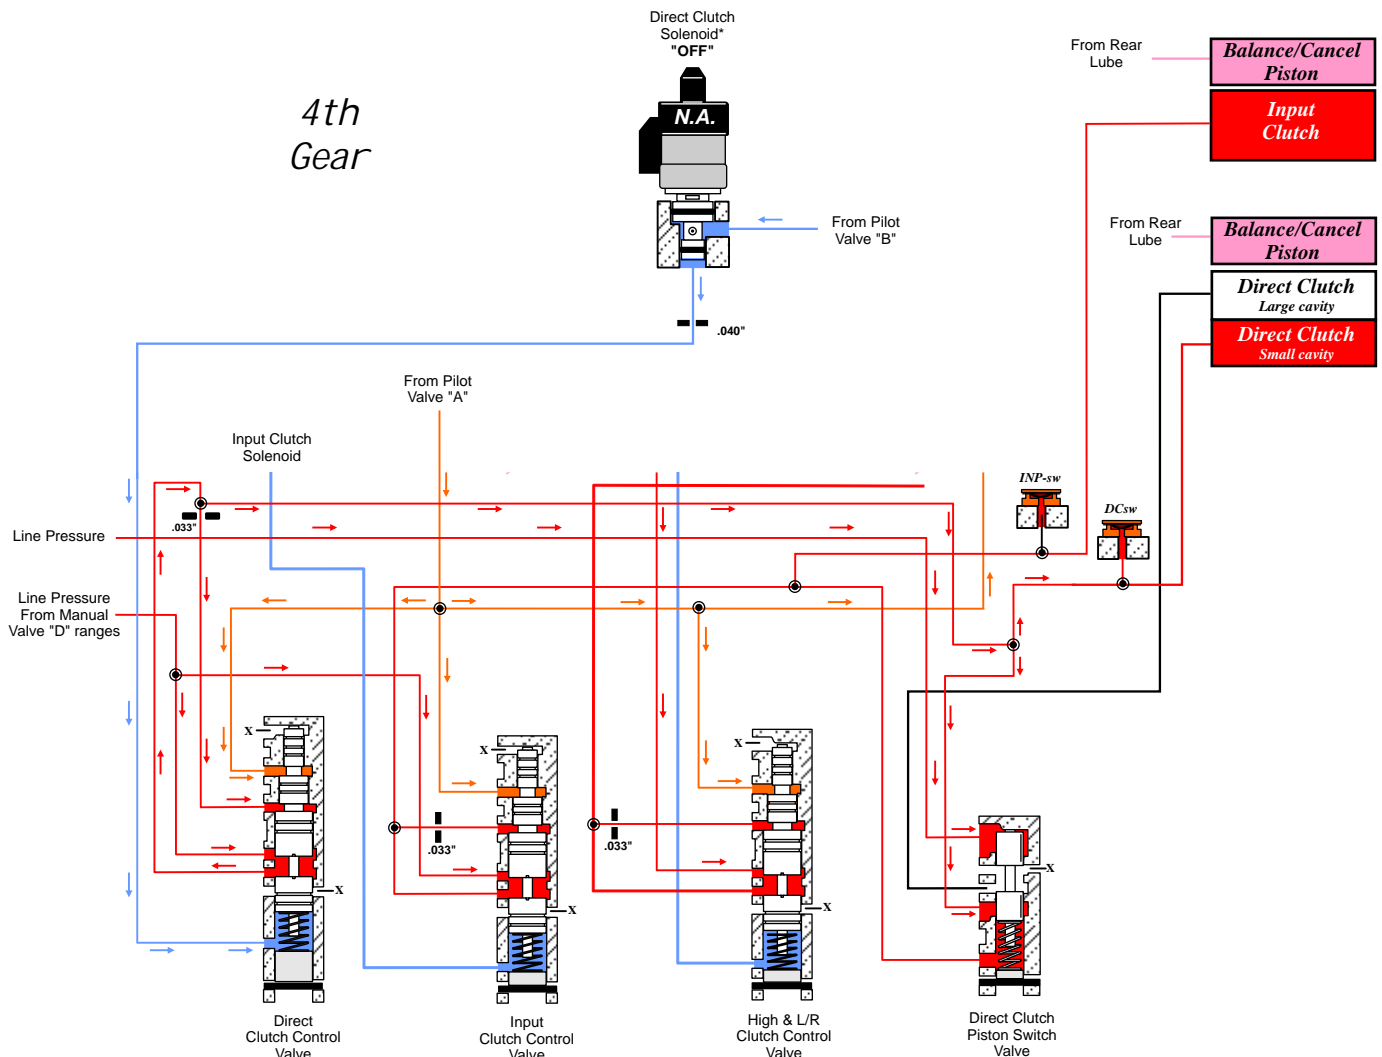 Direct Clutch
Solenoid*
"OFF"
4th
Gear
N.A.
From Pilot
Valve "B"
.040"
From Rear
Lube
Balance/Cancel
Piston
Input
Clutch
From Rear
Lube
Balance/Cancel
Piston
Direct Clutch
Large cavity
Direct Clutch
Small cavity
From Pilot
Valve "A"
Input Clutch
Solenoid
INP-sw
DCsw
.033"
Line Pressure
Line Pressure
From Manual
Valve "D" ranges
X
X
X
X
X
X
X
.033"
.033"
Direct
Clutch Control
Valve
Input
Clutch Control
Valve
High & L/R
Clutch Control
Valve
Direct Clutch
Piston Switch
Valve